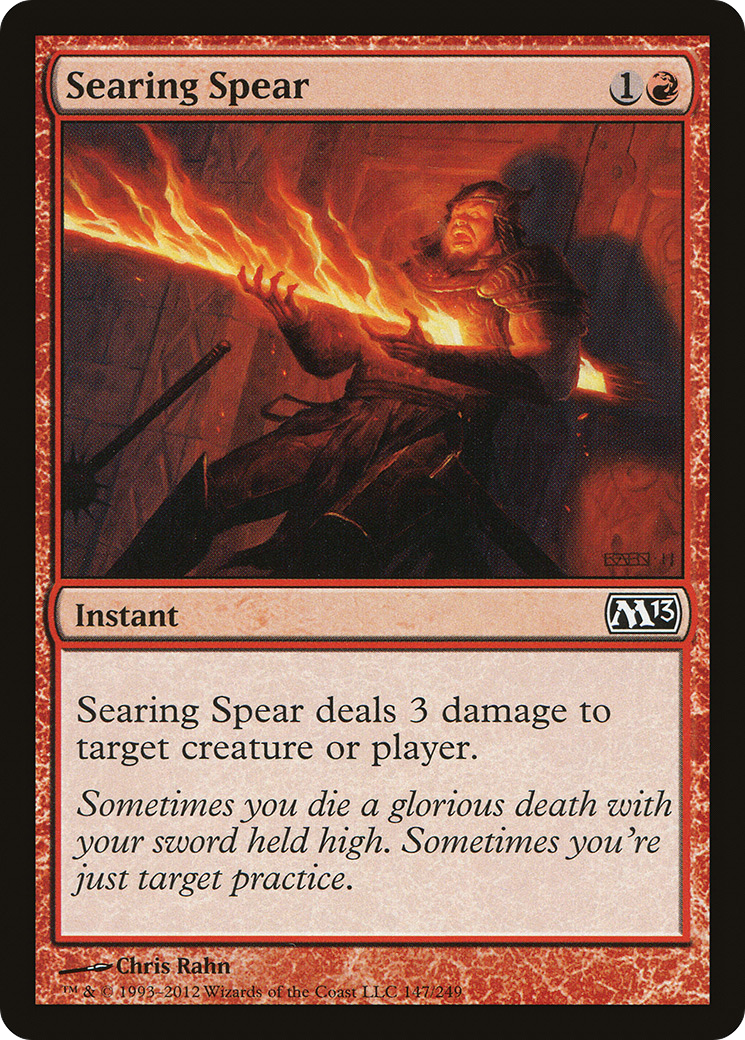 Searing Spear 1
Instant M13
Searing Spear deals 3 damage to
target creature or player.
Sometimes you die a glorious death with
your sword held high. Sometimes you're
just target practice.
Chris Rahn
™ & © 1993–2012 Wizards of the Coast LLC 147/249